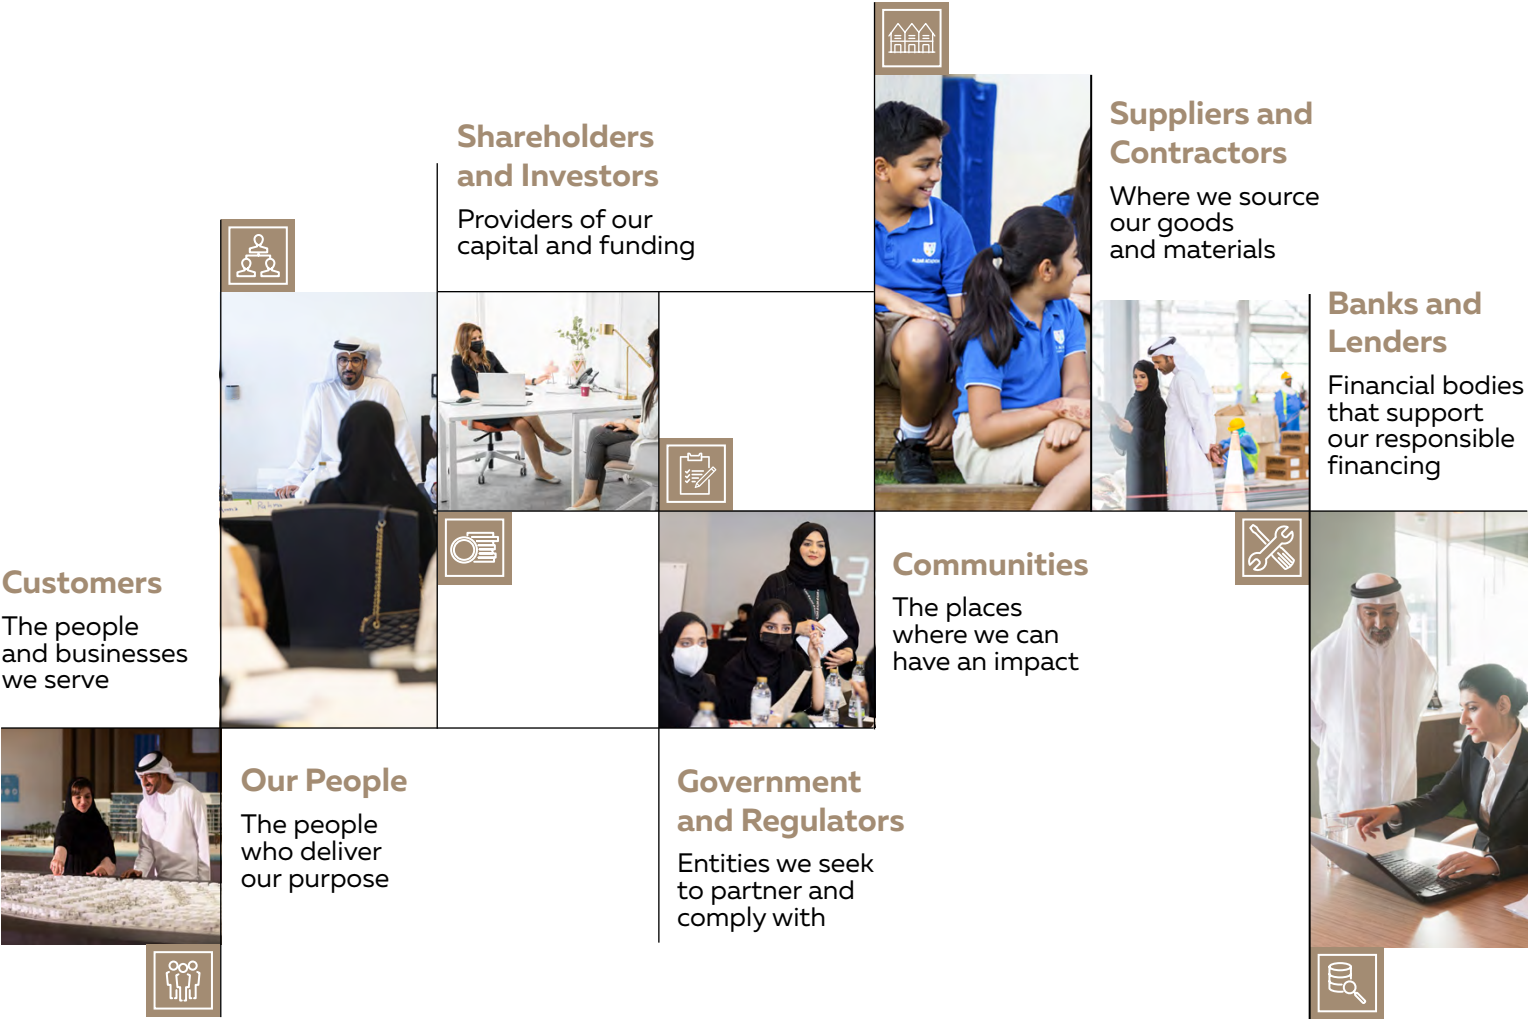 Shareholders
and Investors
Providers of our
capital and funding
Suppliers and
Contractors
Where we source
our goods
and materials
Banks and
Lenders
Financial bodies
that support
our responsible
financing
Customers
The people
and businesses
we serve
Communities
The places
where we can
have an impact
Our People
The people
who deliver
our purpose
Government
and Regulators
Entities we seek
to partner and
comply with